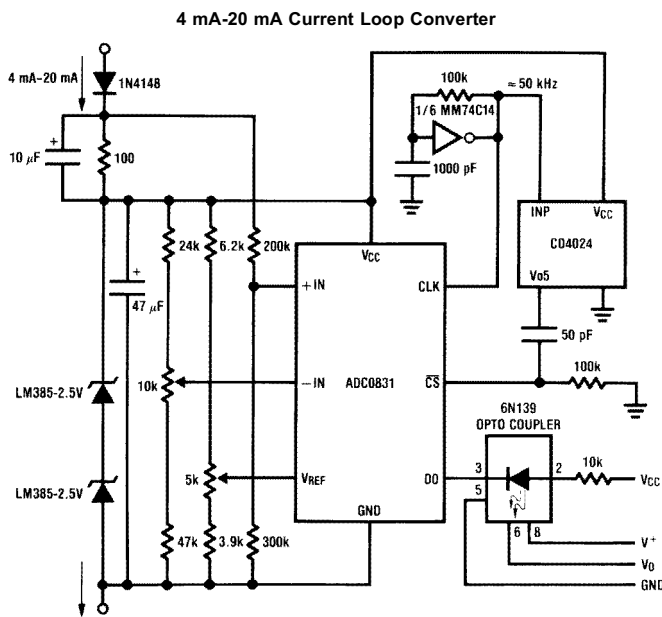 4 mA-20 mA Current Loop Converter
4 mA-20 mA
1N4148
100k
≈ 50 kHz
1/6 MM74C14
10 μF
+
100
1000 pF
INP
VCC
CD4024
Vo5
24k
6.2k
200k
VCC
+ IN
CLK
+
47 μF
50 pF
LM385-2.5V
10k
−IN
ADC0831
CS
100k
6N139
OPTO COUPLER
LM385-2.5V
5k
VREF
DO
3
2
10k
VCC
5
GND
47k
3.9k
300k
6
8
V+
VO
GND